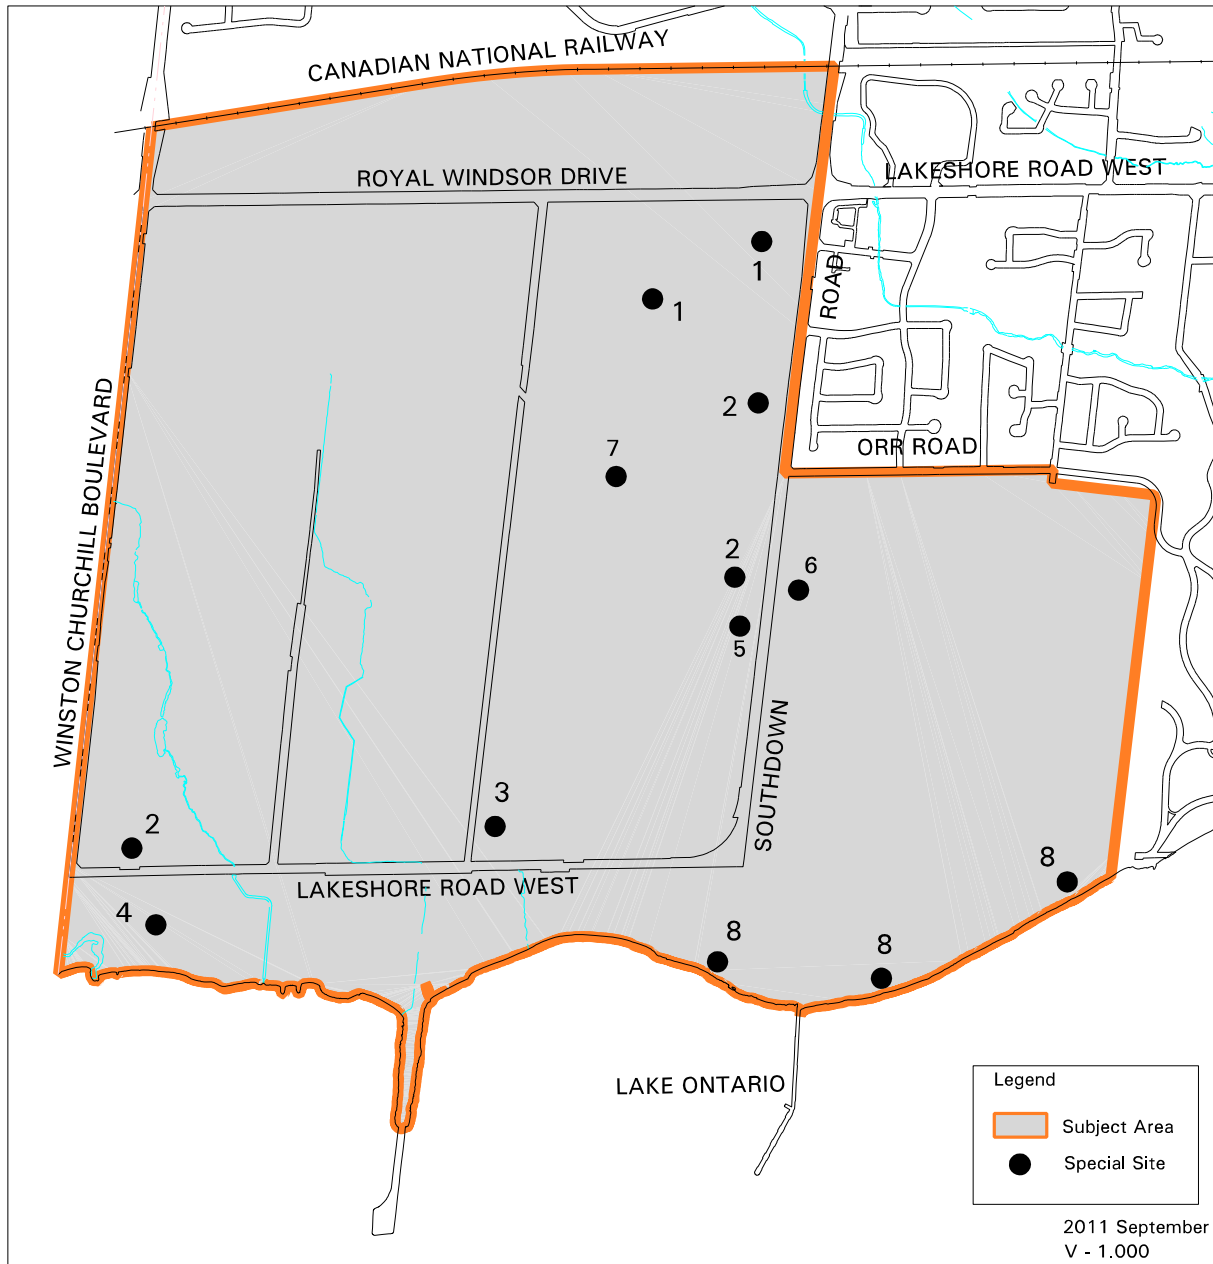 CANADIAN NATIONAL RAILWAY
LAKESHORE ROAD WEST
ROYAL WINDSOR DRIVE
1
1
ROAD
2
ORR ROAD
7
WINSTON CHURCHILL BOULEVARD
2
6
5
SOUTHDOWN
3
2
8
LAKESHORE ROAD WEST
4
8
8
LAKE ONTARIO
Legend
Subject Area
Special Site
2011 September
V - 1.000